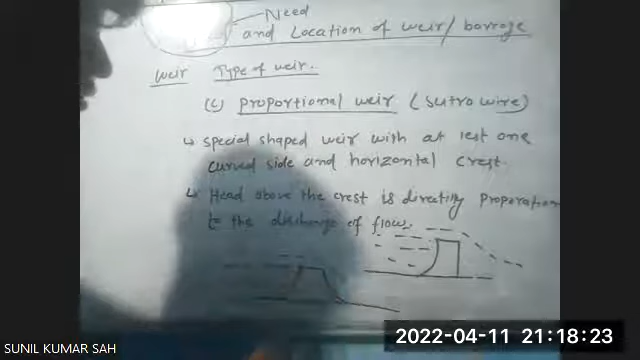 Need
and Location of weir/ barrage
weir Type of weir.
(c) proportional weir (sutro wire)
↳ special shaped weir with at lest one
curved side and horizontal crest.
↳ Head above the crest is directly proporation
to the discharge of flow.
SUNIL KUMAR SAH
2022-04-11 21:18:23